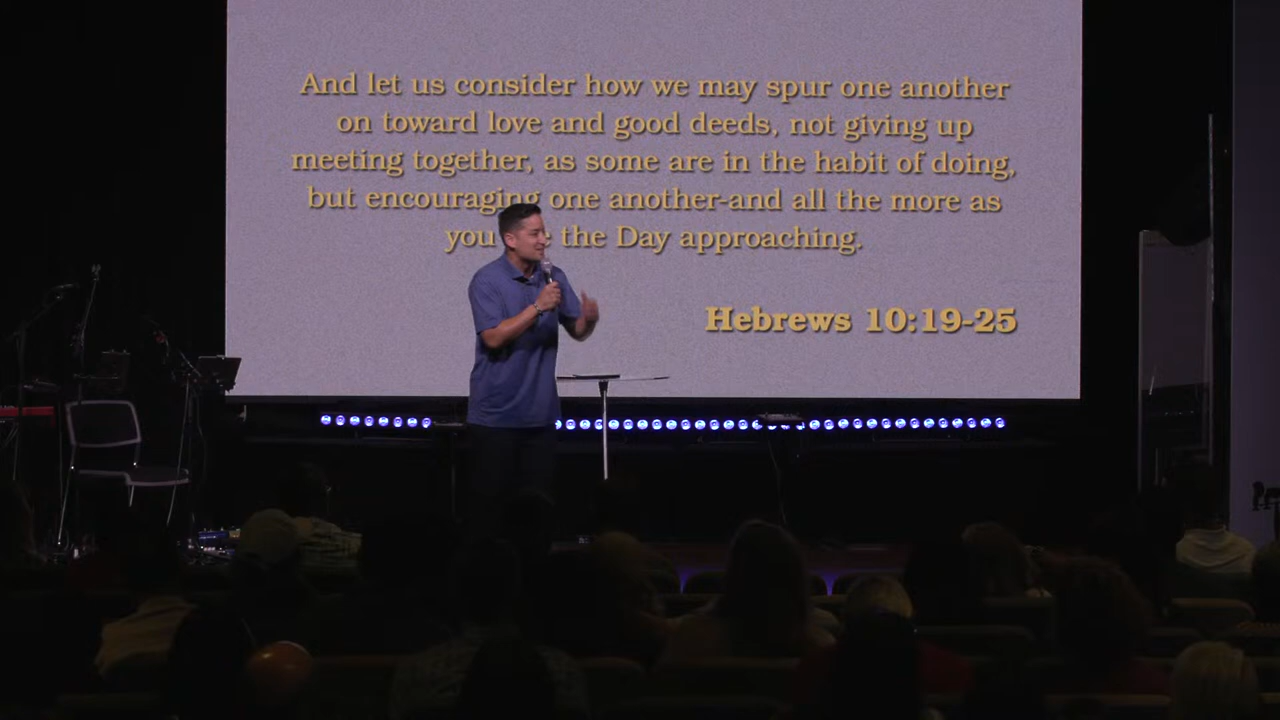 And let us consider how we may spur one another
on toward love and good deeds, not giving up
meeting together, as some are in the habit of doing,
but encouraging one another-and all the more as
you the Day approaching.
Hebrews 10:19-25